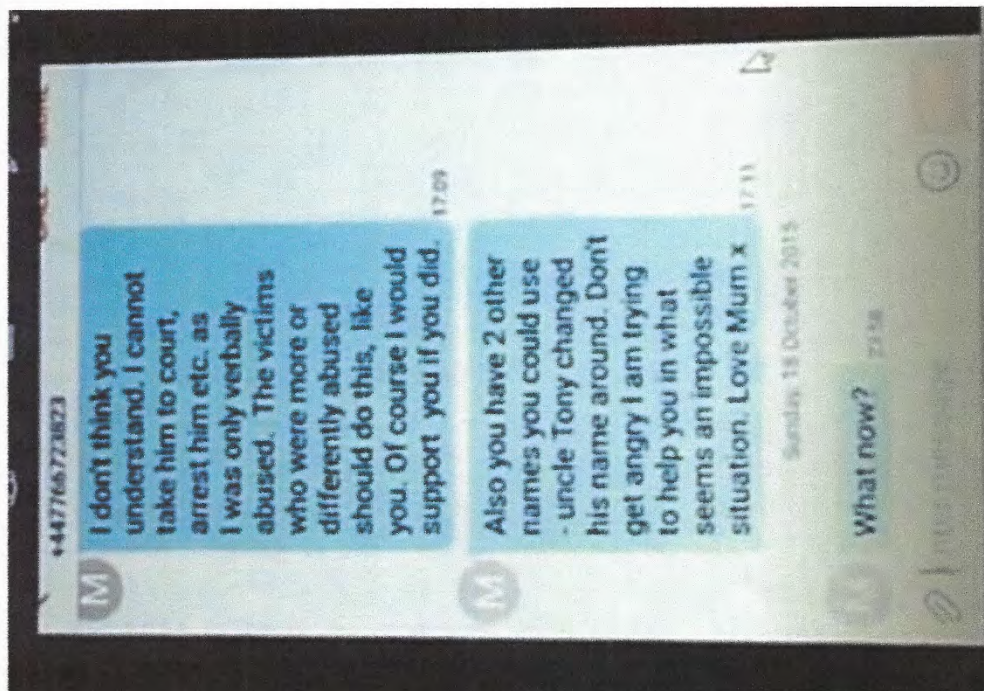 +447766723823
I don't think you
understand. I cannot
take him to court,
arrest him etc. as
I was only verbally
abused. The victims
who were more or
differently abused
should do this, like
you. Of course I would
support you if you did.
17:09
M
Also you have 2 other
names you could use
- uncle Tony changed
his name around. Don't
get angry I am trying
to help you in what
seems an impossible
situation. Love Mum x
17:11
M
Sunday, 18 October 2015
What now?
23:58
M